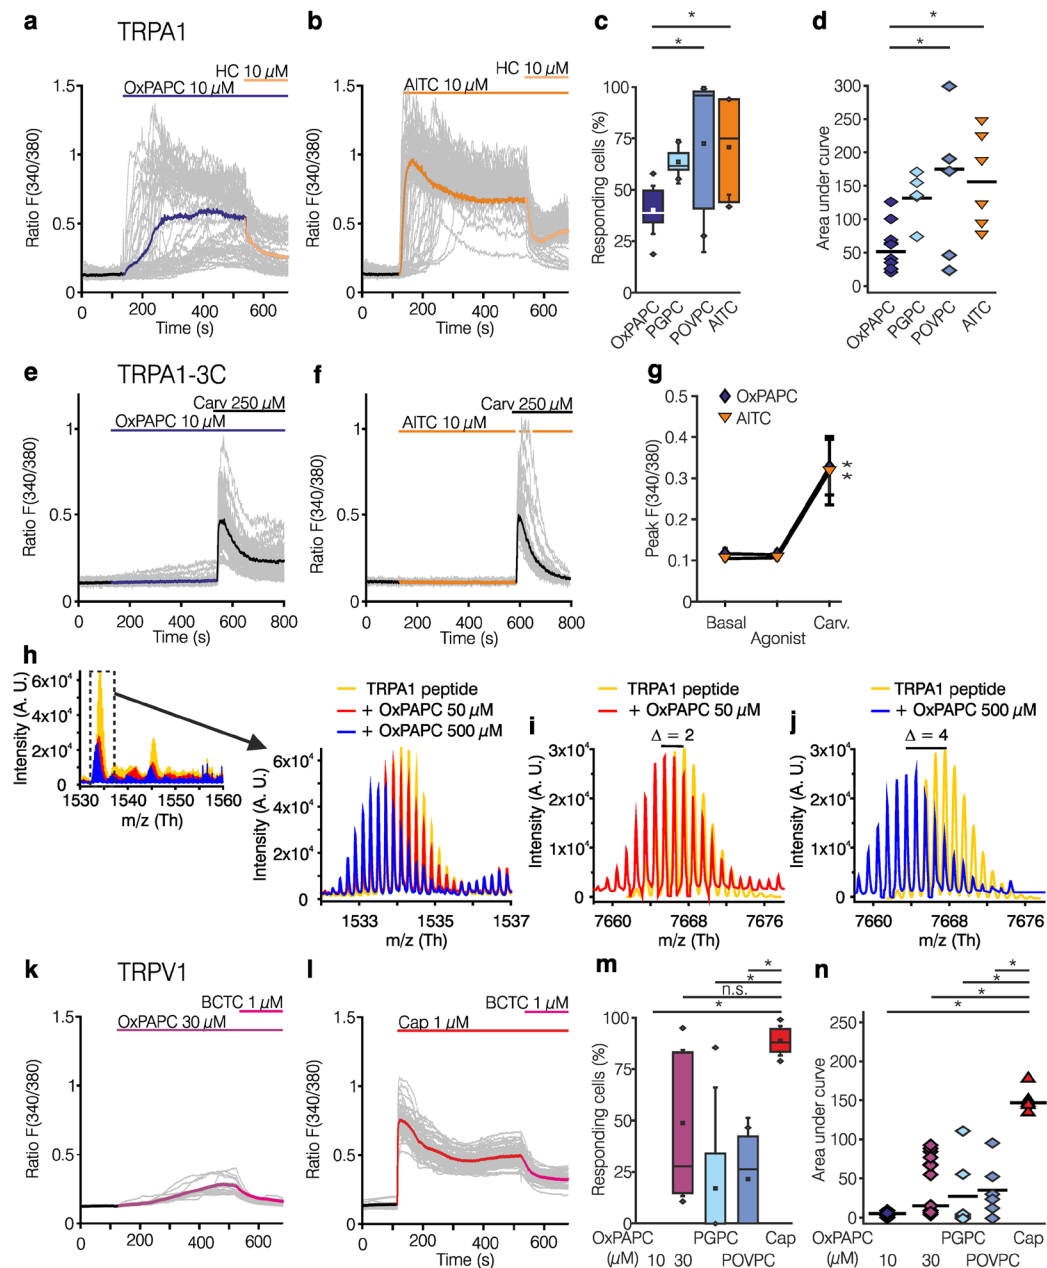 a
TRPA1
HC 10 µM
OxPAPC 10 µM
1.5
1
0.5
0
Ratio F(340/380)
0
200
400
600
Time (s)
b
HC 10 µM
AITC 10 µM
1.5
1
0.5
0
Ratio F(340/380)
0
200
400
600
Time (s)
c
*
*
100
75
50
25
0
Responding cells (%)
OxPAPC
PGPC
POVPC
AITC
d
*
*
300
250
200
150
100
50
0
Area under curve
OxPAPC
PGPC
POVPC
AITC
e
TRPA1-3C
Carv 250 µM
OxPAPC 10 µM
1
0.5
0
Ratio F(340/380)
0
200
400
600
800
Time (s)
f
Carv 250 µM
AITC 10 µM
1
0.5
0
Ratio F(340/380)
0
200
400
600
800
Time (s)
g
OxPAPC
AITC
0.5
0.4
0.3
0.2
0.1
0
Peak F(340/380)
*
*
Basal
Agonist
Carv.
h
6x10⁴
4x10⁴
2x10⁴
0
Intensity (A. U.)
1530
1540
1550
1560
m/z (Th)
TRPA1 peptide
+ OxPAPC 50 µM
+ OxPAPC 500 µM
6x10⁴
4x10⁴
2x10⁴
0
Intensity (A. U.)
1533
1535
1537
m/z (Th)
i
TRPA1 peptide
+ OxPAPC 50 µM
Δ = 2
3x10⁴
2x10⁴
1x10⁴
0
Intensity (A. U.)
7660
7668
7676
m/z (Th)
j
TRPA1 peptide
+ OxPAPC 500 µM
Δ = 4
3x10⁴
2x10⁴
1x10⁴
0
Intensity (A. U.)
7660
7668
7676
m/z (Th)
k
TRPV1
BCTC 1 µM
OxPAPC 30 µM
1.5
1
0.5
0
Ratio F(340/380)
0
200
400
600
l
BCTC 1 µM
Cap 1 µM
1.5
1
0.5
0
Ratio F(340/380)
0
200
400
600
Time (s)
m
*
*
n.s.
*
100
75
50
25
0
Responding cells (%)
OxPAPC
PGPC
Cap
(µM)
10
30
POVPC
n
*
*
*
*
250
200
150
100
50
0
Area under curve
OxPAPC
PGPC
Cap
(µM)
10
30
POVPC